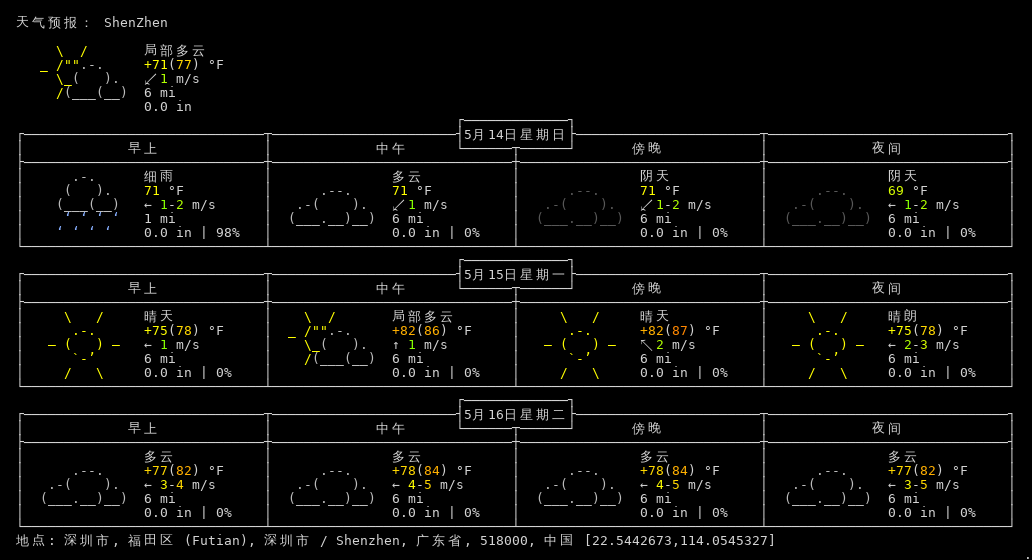 天气预报： ShenZhen
局部多云
+71(77) °F
↙ 1 m/s
6 mi
0.0 in
5月14日星期日
早上 中午 傍晚 夜间
细雨 多云 阴天 阴天
71 °F 71 °F 71 °F 69 °F
← 1-2 m/s ↙ 1 m/s ↙ 1-2 m/s ← 1-2 m/s
1 mi 6 mi 6 mi 6 mi
0.0 in | 98% 0.0 in | 0% 0.0 in | 0% 0.0 in | 0%
5月15日星期一
早上 中午 傍晚 夜间
晴天 局部多云 晴天 晴朗
+75(78) °F +82(86) °F +82(87) °F +75(78) °F
← 1 m/s ↑ 1 m/s ↖ 2 m/s ← 2-3 m/s
6 mi 6 mi 6 mi 6 mi
0.0 in | 0% 0.0 in | 0% 0.0 in | 0% 0.0 in | 0%
5月16日星期二
早上 中午 傍晚 夜间
多云 多云 多云 多云
+77(82) °F +78(84) °F +78(84) °F +77(82) °F
← 3-4 m/s ← 4-5 m/s ← 4-5 m/s ← 3-5 m/s
6 mi 6 mi 6 mi 6 mi
0.0 in | 0% 0.0 in | 0% 0.0 in | 0% 0.0 in | 0%
地点: 深圳市, 福田区 (Futian), 深圳市 / Shenzhen, 广东省, 518000, 中国 [22.5442673,114.0545327]